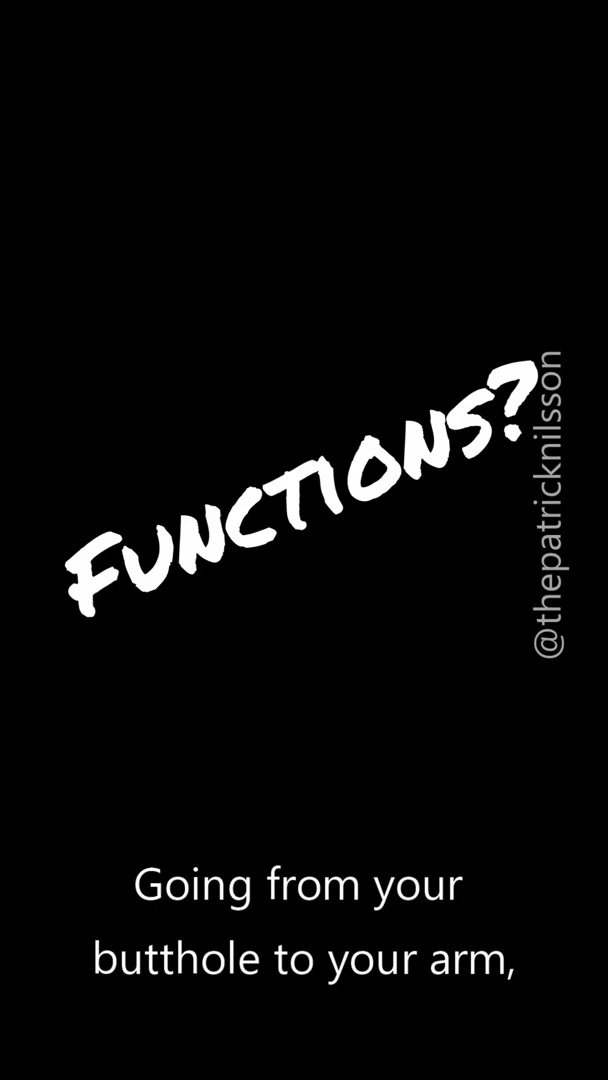 FUNCTIONS?
@thepatricknilsson
Going from your
butthole to your arm,